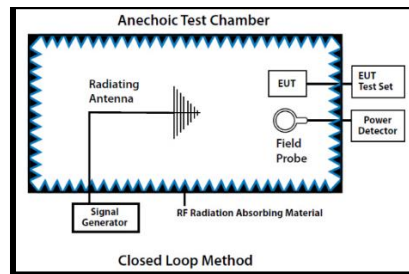 Anechoic Test Chamber
Radiating
Antenna
EUT
EUT
Test Set
Field
Probe
Power
Detector
Signal
Generator
RF Radiation Absorbing Material
Closed Loop Method